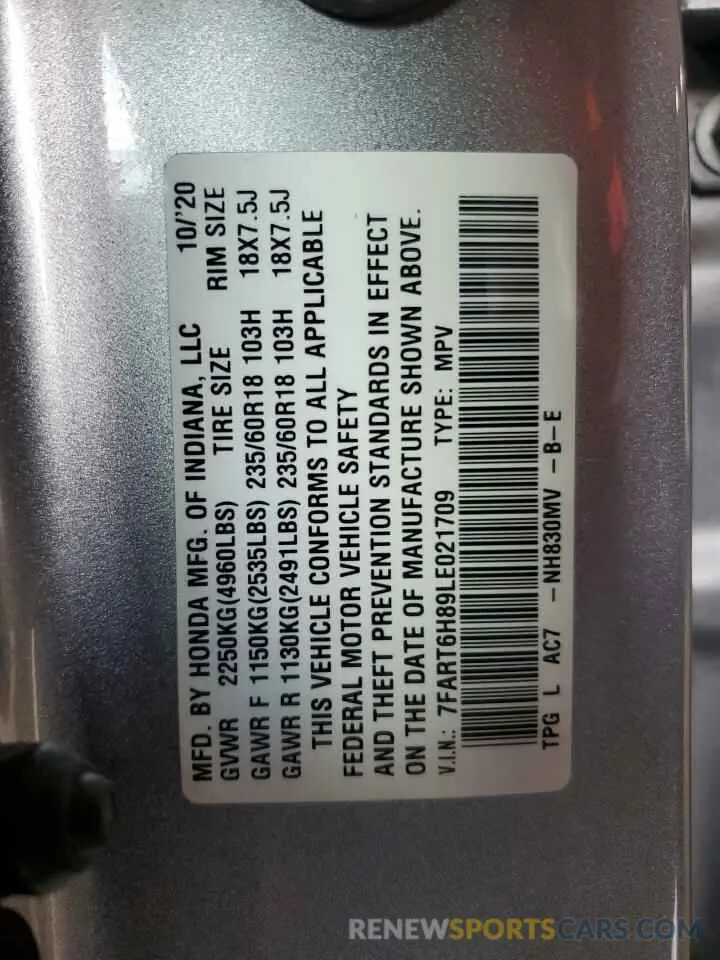 MFD. BY HONDA MFG. OF INDIANA, LLC 10/'20
GVWR 2250KG(4960LBS) TIRE SIZE RIM SIZE
GAWR F 1150KG(2535LBS) 235/60R18 103H 18X7.5J
GAWR R 1130KG(2491LBS) 235/60R18 103H 18X7.5J
THIS VEHICLE CONFORMS TO ALL APPLICABLE
FEDERAL MOTOR VEHICLE SAFETY
AND THEFT PREVENTION STANDARDS IN EFFECT
ON THE DATE OF MANUFACTURE SHOWN ABOVE.
V.I.N.: 7FART6H89LE021709 TYPE: MPV
TPG L AC7 -NH830MV -B-E
RENEWSPORTSCARS.COM